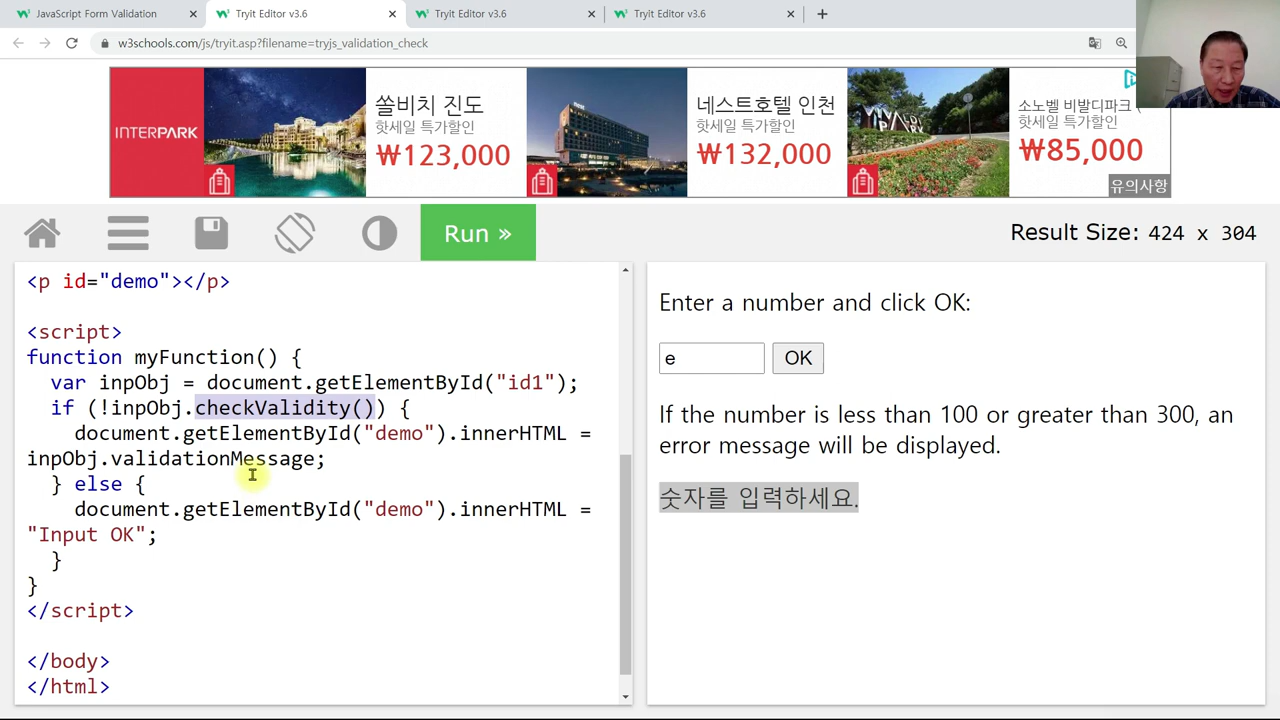 JavaScript Form Validation
Tryit Editor v3.6
Tryit Editor v3.6
Tryit Editor v3.6
w3schools.com/js/tryit.asp?filename=tryjs_validation_check
INTERPARK
쏠비치 진도
핫세일 특가할인
₩123,000
네스트호텔 인천
핫세일 특가할인
₩132,000
소노벨 비발디파크 (
핫세일 특가할인
₩85,000
유의사항
Run »
Result Size: 424 x 304
<p id="demo"></p>
<script>
function myFunction() {
var inpObj = document.getElementById("id1");
if (!inpObj.checkValidity()) {
document.getElementById("demo").innerHTML =
inpObj.validationMessage;
} else {
document.getElementById("demo").innerHTML =
"Input OK";
}
}
</script>
</body>
</html>
Enter a number and click OK:
e
OK
If the number is less than 100 or greater than 300, an
error message will be displayed.
숫자를 입력하세요.